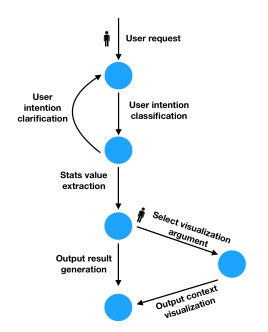 User request
User
intention
clarification
User intention
classification
Stats value
extraction
Select visualization
argument
Output result
generation
Output context
visualization